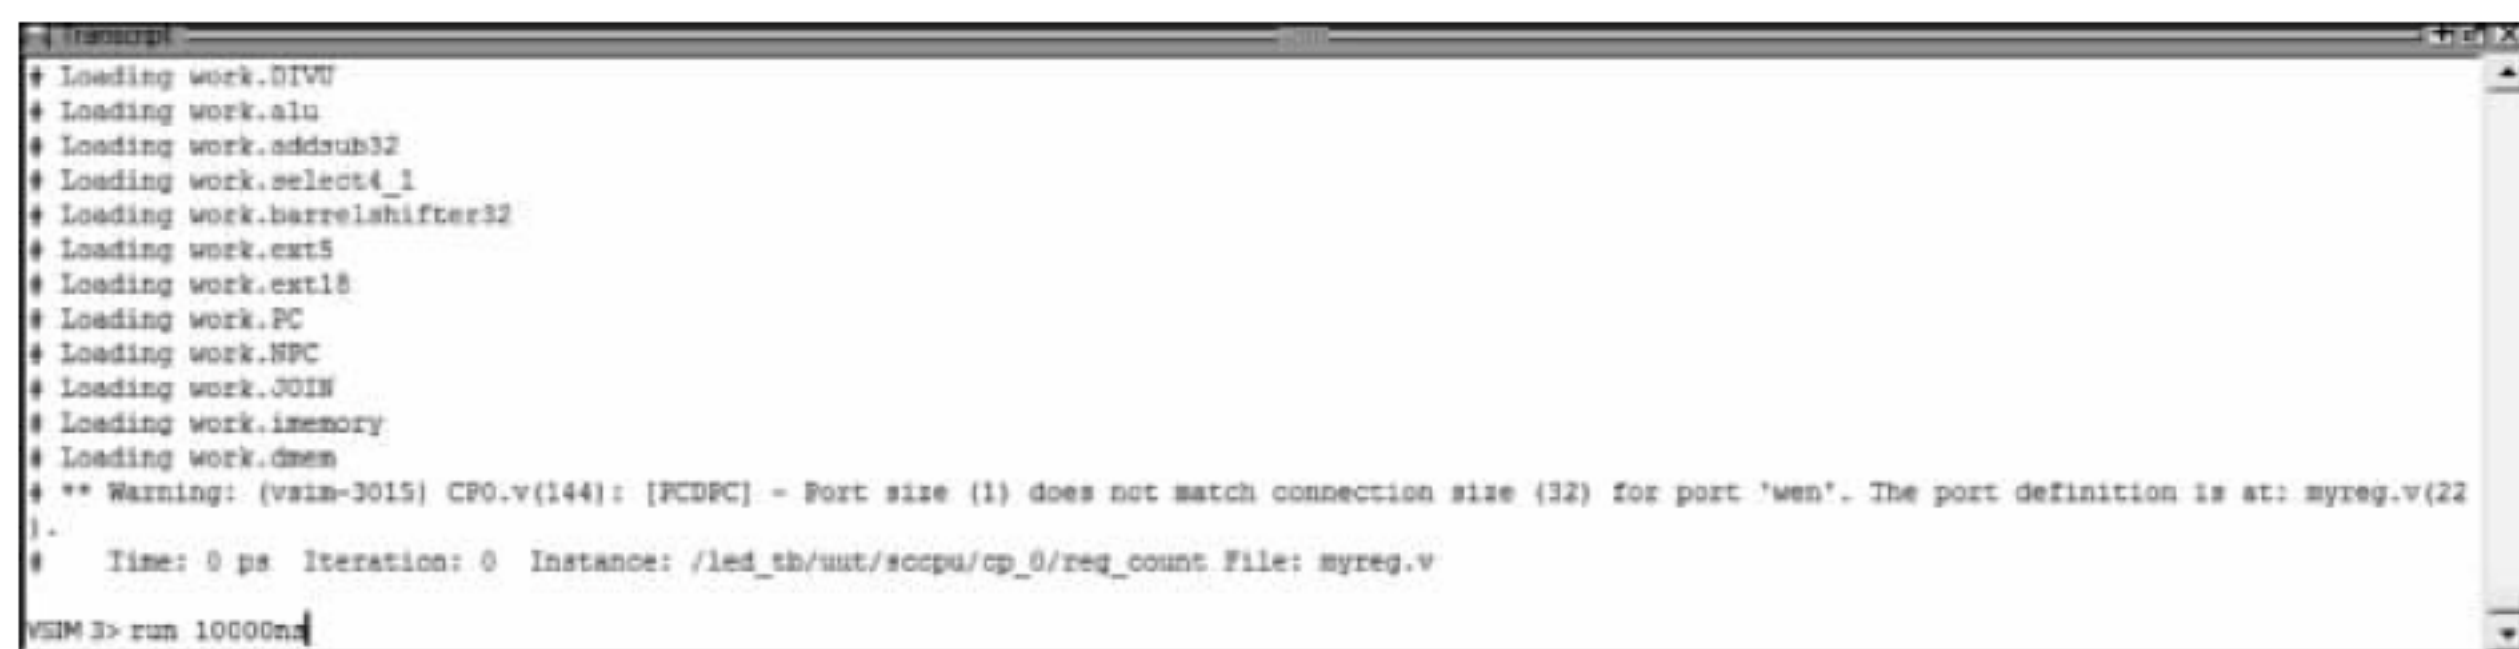 Transcript
# Loading work.DIVU
# Loading work.alu
# Loading work.addsub32
# Loading work.select4_1
# Loading work.barrelshifter32
# Loading work.ext5
# Loading work.ext18
# Loading work.PC
# Loading work.NPC
# Loading work.JOIN
# Loading work.imemory
# Loading work.dmem
# ** Warning: (vsim-3015) CP0.v(144): [PCDPC] - Port size (1) does not match connection size (32) for port 'wen'. The port definition is at: myreg.v(22
).
#    Time: 0 ps  Iteration: 0  Instance: /led_tb/uut/sccpu/cp_0/reg_count File: myreg.v
VSIM 3> run 10000ns